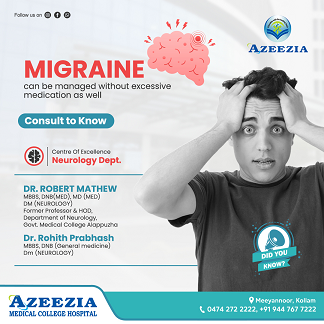 Follow us on
AZEEZIA
MIGRAINE
can be managed without excessive
medication as well
Consult to Know
Centre Of Excellence
Neurology Dept.
DR. ROBERT MATHEW
MBBS, DNB(MED), MD (MED)
DM (NEUROLOGY)
Former Professor & HOD,
Department of Neurology,
Govt. Medical College Alappuzha
Dr. Rohith Prabhash
MBBS, DNB (General medicine)
Dm (NEUROLOGY)
DID YOU
KNOW?
AZEEZIA
MEDICAL COLLEGE HOSPITAL
Meeyannoor, Kollam
0474 272 2222, +91 944 767 7222